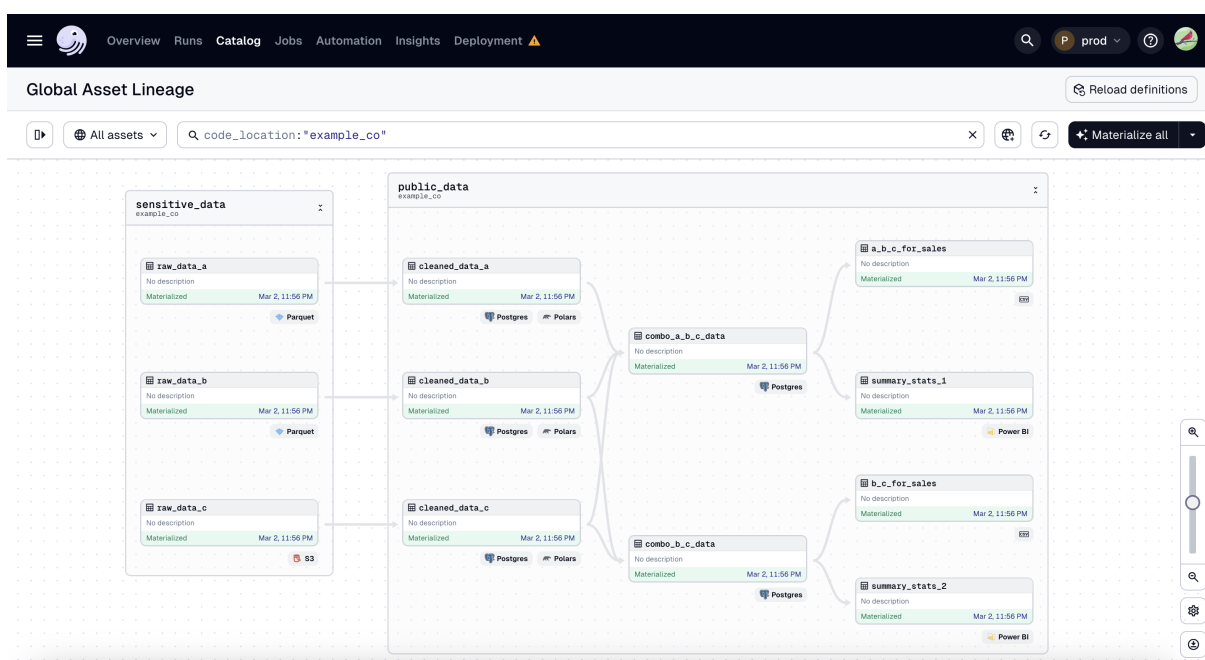 Overview Runs Catalog Jobs Automation Insights Deployment
P prod
Global Asset Lineage
Reload definitions
All assets
code_location:"example_co"
Materialize all
sensitive_data
example_co
raw_data_a
No description
Materialized Mar 2, 11:56 PM
Parquet
raw_data_b
No description
Materialized Mar 2, 11:56 PM
Parquet
raw_data_c
No description
Materialized Mar 2, 11:56 PM
S3
public_data
example_co
cleaned_data_a
No description
Materialized Mar 2, 11:56 PM
Postgres Polars
cleaned_data_b
No description
Materialized Mar 2, 11:56 PM
Postgres Polars
cleaned_data_c
No description
Materialized Mar 2, 11:56 PM
Postgres Polars
combo_a_b_c_data
No description
Materialized Mar 2, 11:56 PM
Postgres
combo_b_c_data
No description
Materialized Mar 2, 11:56 PM
Postgres
a_b_c_for_sales
No description
Materialized Mar 2, 11:56 PM
CSV
summary_stats_1
No description
Materialized Mar 2, 11:56 PM
Power BI
b_c_for_sales
No description
Materialized Mar 2, 11:56 PM
CSV
summary_stats_2
No description
Materialized Mar 2, 11:56 PM
Power BI